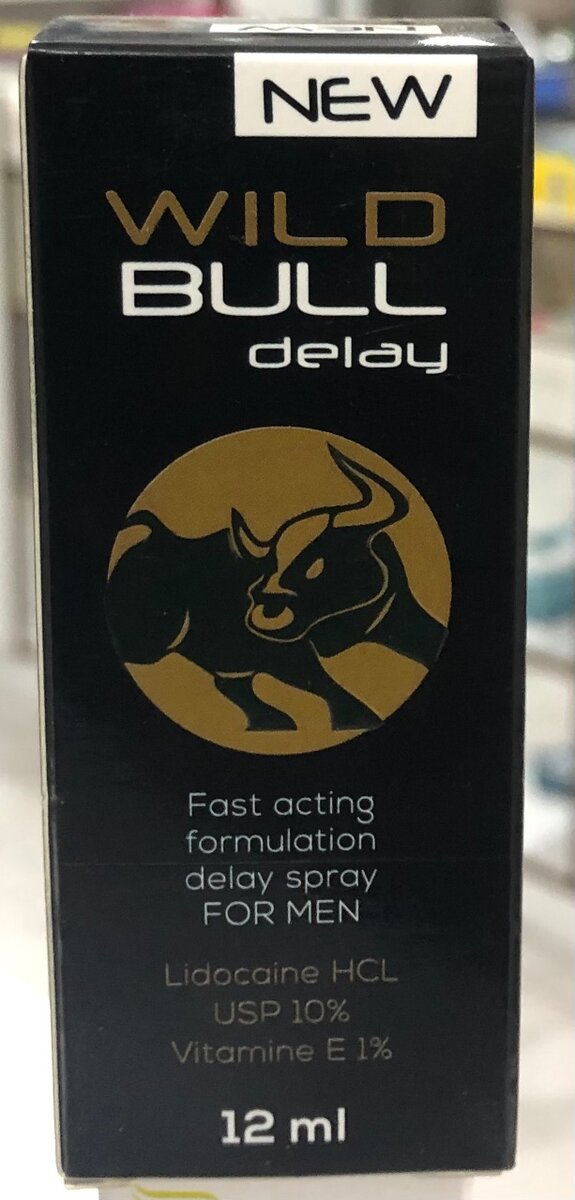 NEW
WILD
BULL
delay
Fast acting
formulation
delay spray
FOR MEN
Lidocaine HCL
USP 10%
Vitamine E 1%
12 ml